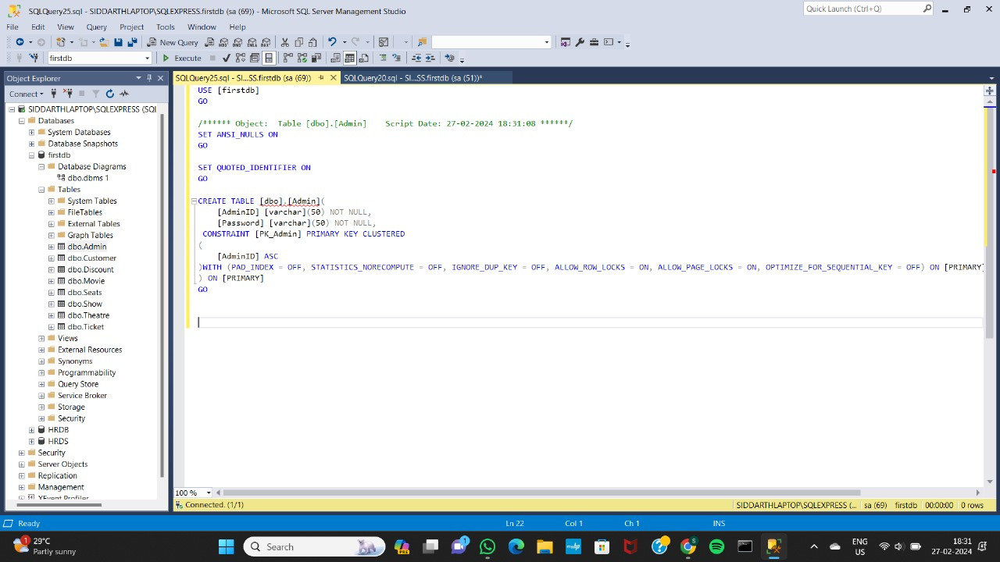 SQLQuery25.sql - SIDDARTHLAPTOP\SQLEXPRESS.firstdb (sa (69)) - Microsoft SQL Server Management Studio
Quick Launch (Ctrl+Q)
File Edit View Query Project Tools Window Help
New Query
firstdb
Execute
Object Explorer
SQLQuery25.sql - SI...SS.firstdb (sa (69))
SQLQuery20.sql - SI...SS.firstdb (sa (51))*
Connect
SIDDARTHLAPTOP\SQLEXPRESS (SQL
Databases
System Databases
Database Snapshots
firstdb
Database Diagrams
dbo.dbms 1
Tables
System Tables
FileTables
External Tables
Graph Tables
dbo.Admin
dbo.Customer
dbo.Discount
dbo.Movie
dbo.Seats
dbo.Show
dbo.Theatre
dbo.Ticket
Views
External Resources
Synonyms
Programmability
Query Store
Service Broker
Storage
Security
HRDB
HRDS
Security
Server Objects
Replication
Management
XEvent Profiler
USE [firstdb]
GO
/****** Object:  Table [dbo].[Admin]    Script Date: 27-02-2024 18:31:08 ******/
SET ANSI_NULLS ON
GO
SET QUOTED_IDENTIFIER ON
GO
CREATE TABLE [dbo].[Admin](
[AdminID] [varchar](50) NOT NULL,
[Password] [varchar](50) NOT NULL,
CONSTRAINT [PK_Admin] PRIMARY KEY CLUSTERED
(
[AdminID] ASC
)WITH (PAD_INDEX = OFF, STATISTICS_NORECOMPUTE = OFF, IGNORE_DUP_KEY = OFF, ALLOW_ROW_LOCKS = ON, ALLOW_PAGE_LOCKS = ON, OPTIMIZE_FOR_SEQUENTIAL_KEY = OFF) ON [PRIMARY]
) ON [PRIMARY]
GO
100 %
Connected. (1/1)
SIDDARTHLAPTOP\SQLEXPRESS (... sa (69) firstdb 00:00:00 0 rows
Ready
Ln 22 Col 1 Ch 1 INS
1
29°C
Partly sunny
Search
PRE
1
ENG
US
18:31
27-02-2024